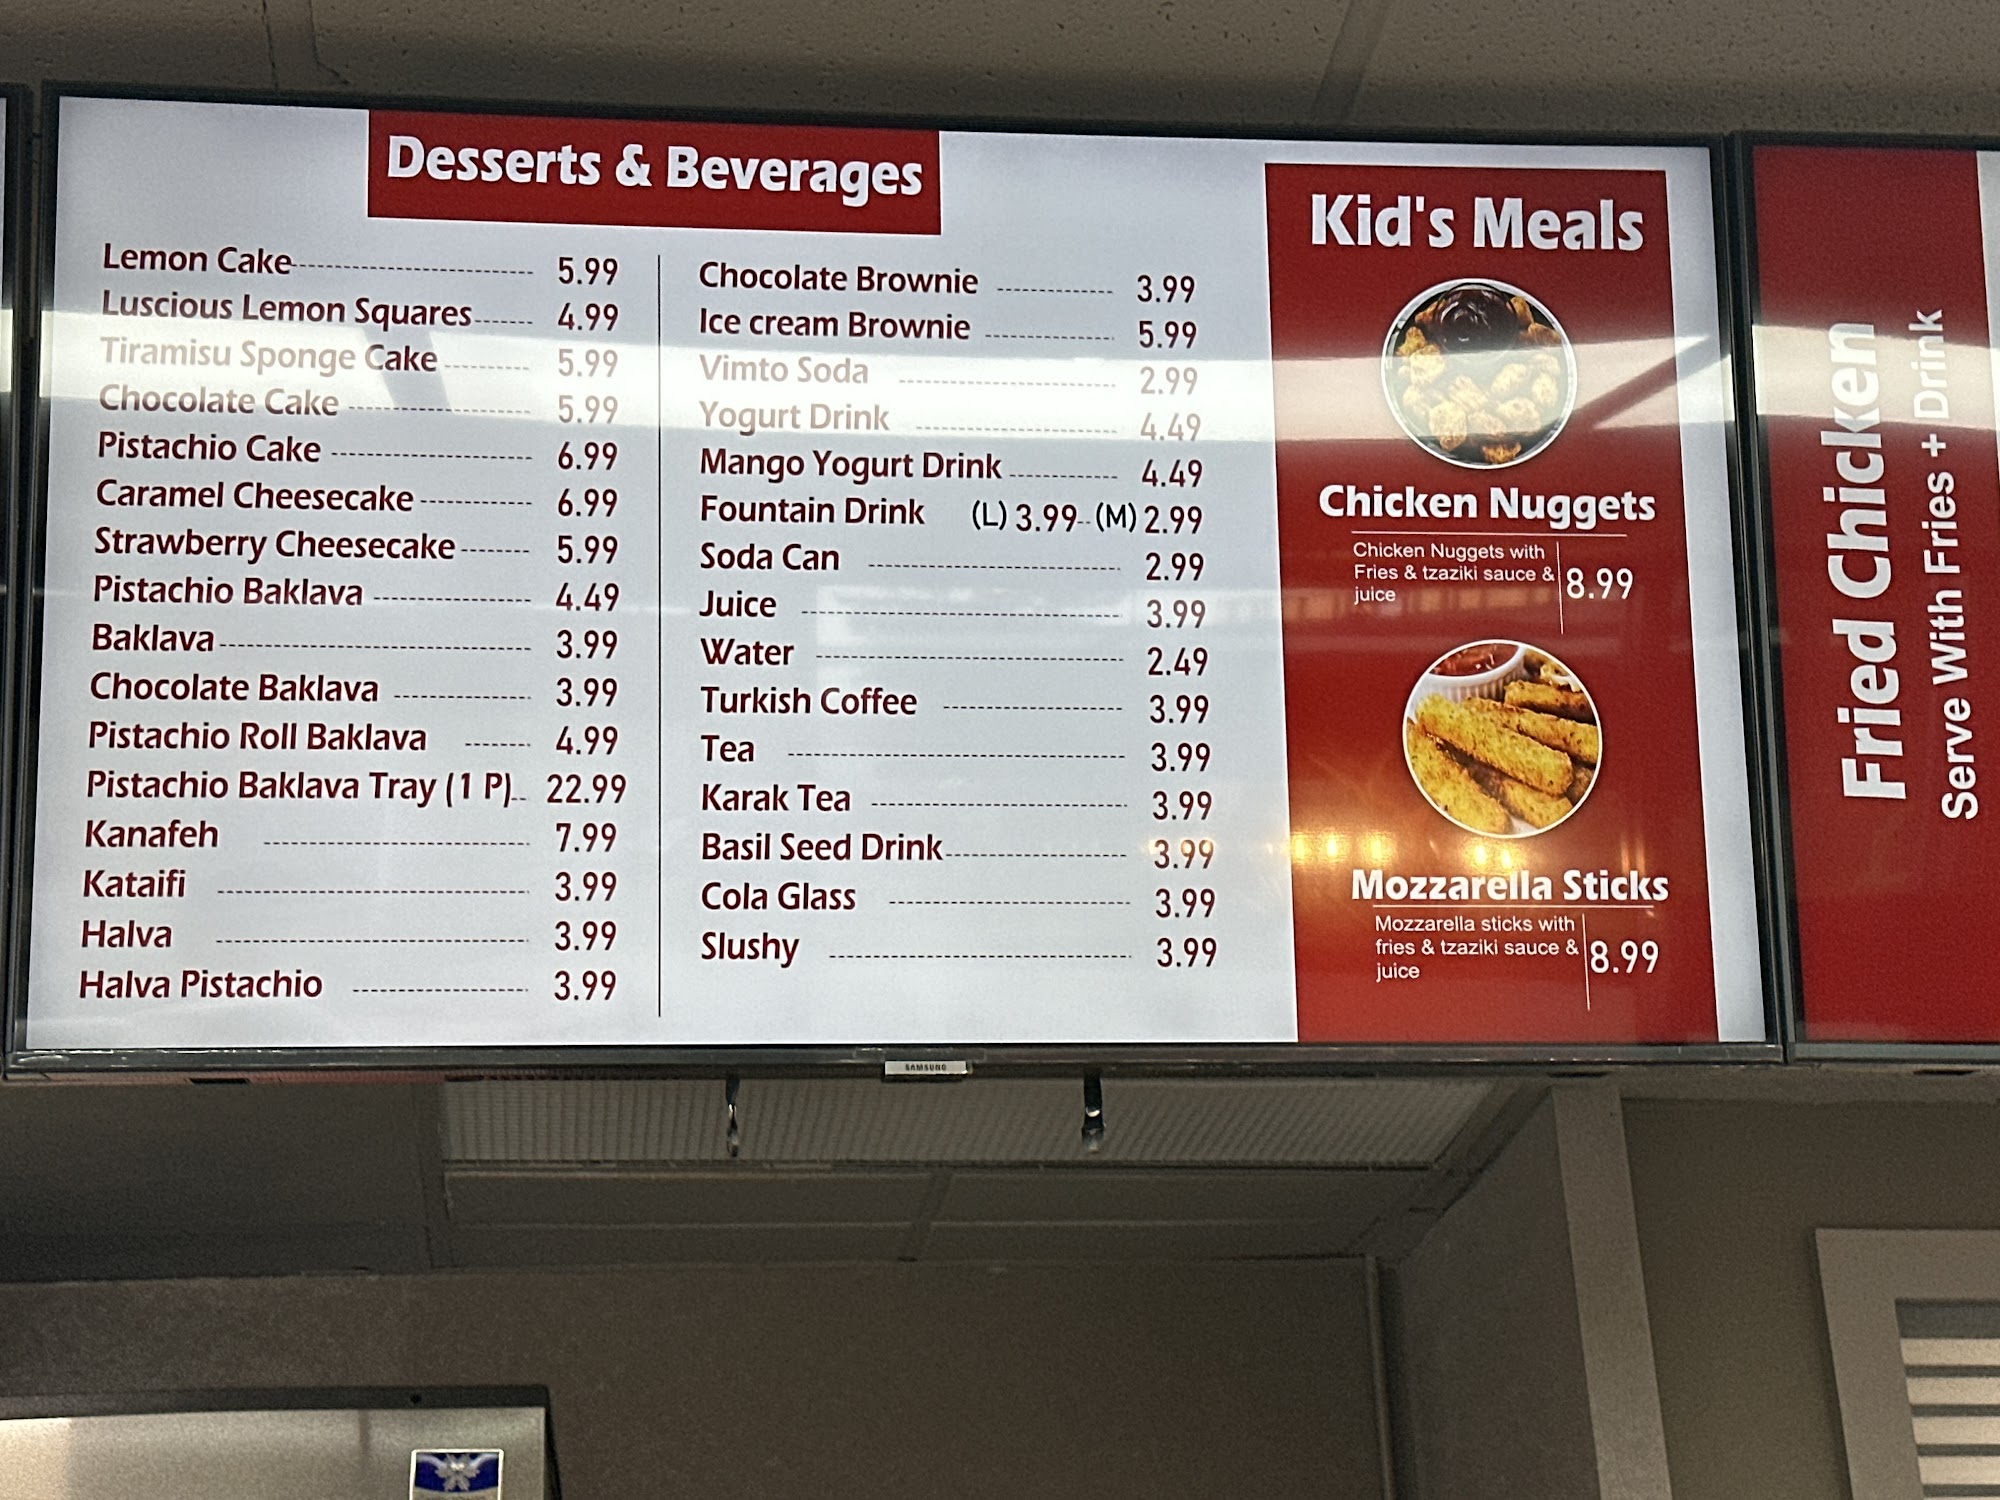 Desserts & Beverages
Lemon Cake 5.99
Luscious Lemon Squares 4.99
Tiramisu Sponge Cake 5.99
Chocolate Cake 5.99
Pistachio Cake 6.99
Caramel Cheesecake 6.99
Strawberry Cheesecake 5.99
Pistachio Baklava 4.49
Baklava 3.99
Chocolate Baklava 3.99
Pistachio Roll Baklava 4.99
Pistachio Baklava Tray (1 P) 22.99
Kanafeh 7.99
Kataifi 3.99
Halva 3.99
Halva Pistachio 3.99
Chocolate Brownie 3.99
Ice cream Brownie 5.99
Vimto Soda 2.99
Yogurt Drink 4.49
Mango Yogurt Drink 4.49
Fountain Drink (L) 3.99 (M) 2.99
Soda Can 2.99
Juice 3.99
Water 2.49
Turkish Coffee 3.99
Tea 3.99
Karak Tea 3.99
Basil Seed Drink 3.99
Cola Glass 3.99
Slushy 3.99
Kid's Meals
Chicken Nuggets
Chicken Nuggets with
Fries & tzaziki sauce &
juice
8.99
Mozzarella Sticks
Mozzarella sticks with
fries & tzaziki sauce &
juice
8.99
Fried Chicken
Serve With Fries + Drink
SAMSUNG